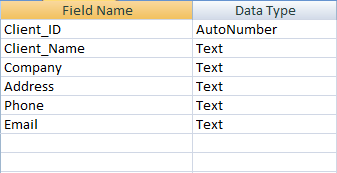 Field Name Data Type
Client_ID AutoNumber
Client_Name Text
Company Text
Address Text
Phone Text
Email Text